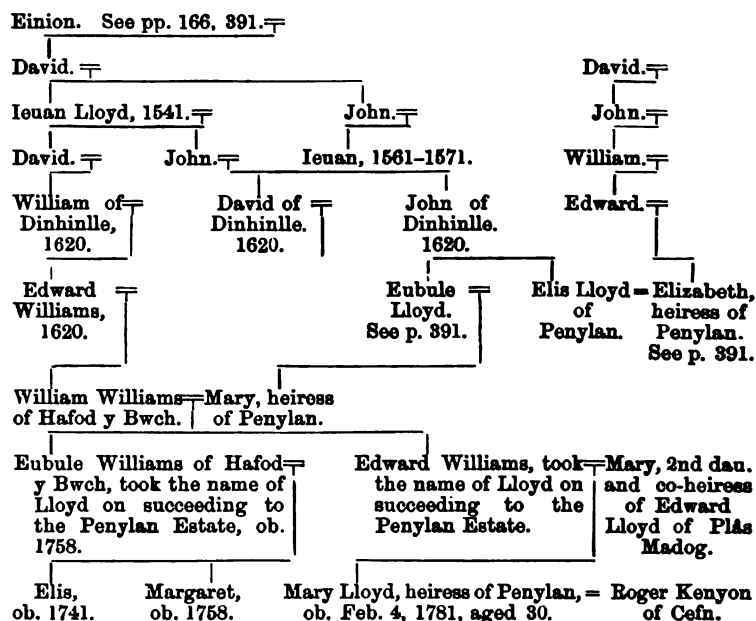 Einion. See pp. 166, 391.
David. David.
Ieuan Lloyd, 1541. John. John.
David. John. Ieuan, 1561-1571. William.
William of David of John of Edward.
Dinhinlle, Dinhinlle. Dinhinlle.
1620. 1620. 1620.
Edward Eubule Elis Lloyd = Elizabeth,
Williams, Lloyd. of heiress of
1620. See p. 391. Penylan. Penylan.
See p. 391.
William Williams Mary, heiress
of Hafod y Bwch. of Penylan.
Eubule Williams of Hafod Edward Williams, took Mary, 2nd dau.
y Bwch, took the name of the name of Lloyd on and co-heiress
Lloyd on succeeding to succeeding to the of Edward
the Penylan Estate, ob. Penylan Estate. Lloyd of Plâs
1758. Madog.
Elis, Margaret, Mary Lloyd, heiress of Penylan, = Roger Kenyon
ob. 1741. ob. 1758. ob. Feb. 4, 1781, aged 30. of Cefn.